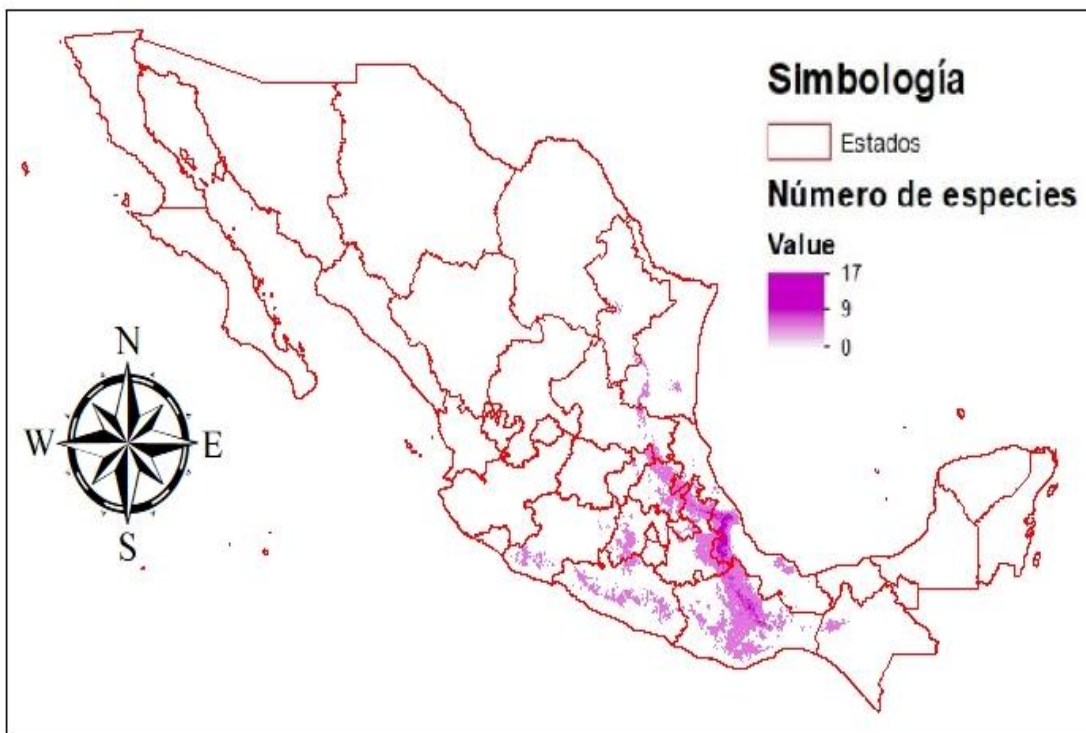 Simbología
Estados
Número de especies
Value
17
9
0
N
W E
S